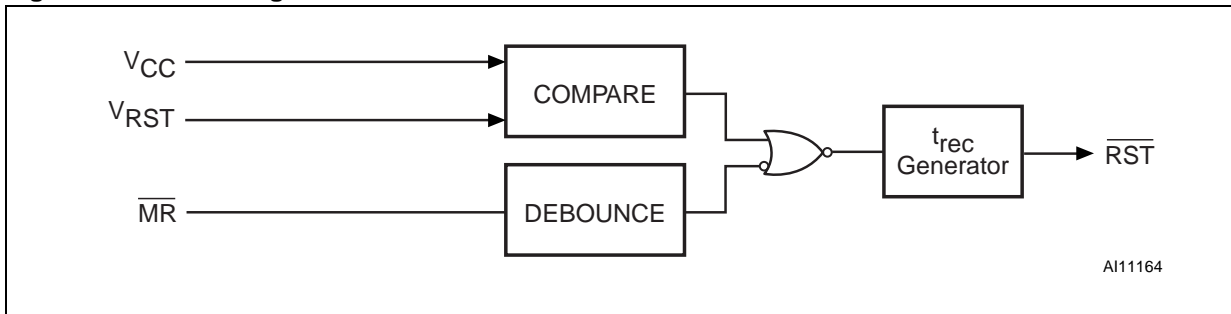 VCC
VRST
COMPARE
MR
DEBOUNCE
trec
Generator
RST
AI11164